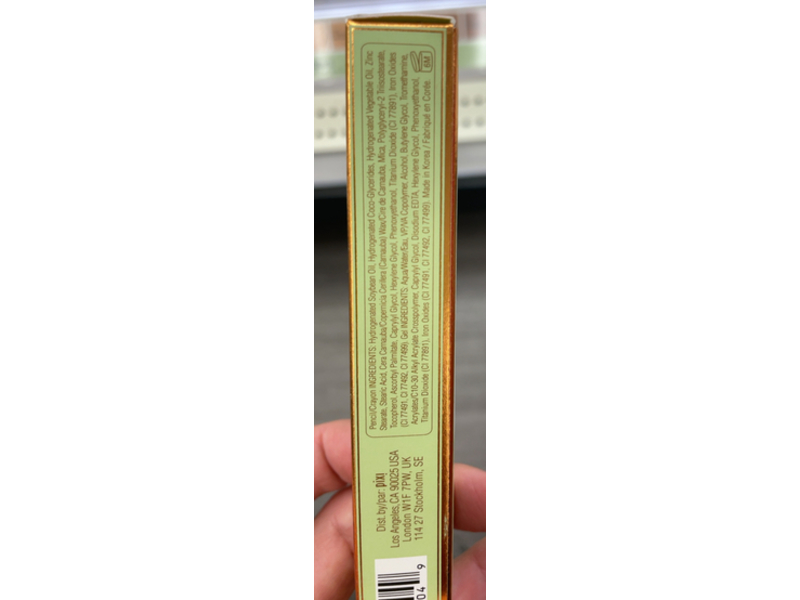 Pencil/Crayon INGREDIENTS: Hydrogenated Soybean Oil, Hydrogenated Coco-Glycerides, Hydrogenated Vegetable Oil, Zinc
Stearate, Stearic Acid, Cera Carnauba/Copernicia Cerifera (Carnauba) Wax/Cire de Carnauba, Mica, Polyglyceryl-2 Triisostearate,
Tocopherol, Ascorbyl Palmitate, Caprylyl Glycol, Hexylene Glycol, Phenoxyethanol, Titanium Dioxide (CI 77891), Iron Oxides
(CI 77491, CI 77492, CI 77499). Gel INGREDIENTS: Aqua/Water/Eau, VP/VA Copolymer, Alcohol, Butylene Glycol, Tromethamine,
Acrylates/C10-30 Alkyl Acrylate Crosspolymer, Caprylyl Glycol, Disodium EDTA, Hexylene Glycol, Phenoxyethanol,
Titanium Dioxide (CI 77891), Iron Oxides (CI 77491, CI 77492, CI 77499). Made in Korea / Fabriqué en Corée.
6M
Dist. by/par: pixi
Los Angeles, CA 90025 USA
London W1F 7PW, UK
114 27 Stockholm, SE
04 9